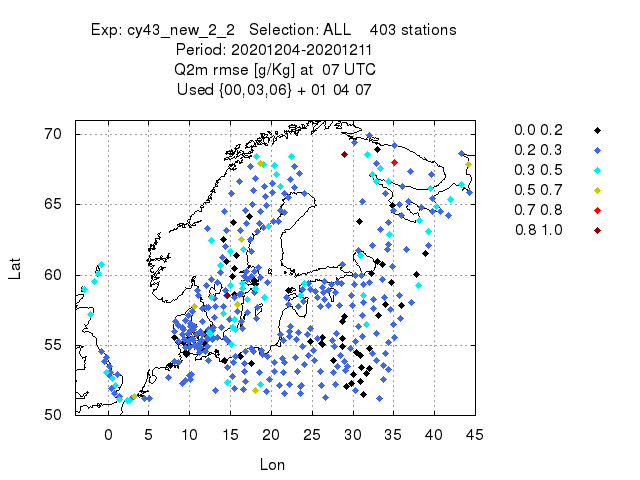 Exp: cy43_new_2_2   Selection: ALL    403 stations
Period: 20201204-20201211
Q2m rmse [g/Kg] at  07 UTC
Used {00,03,06} + 01 04 07
0.0 0.2
0.2 0.3
0.3 0.5
0.5 0.7
0.7 0.8
0.8 1.0
70
65
60
55
50
Lat
0 5 10 15 20 25 30 35 40 45
Lon